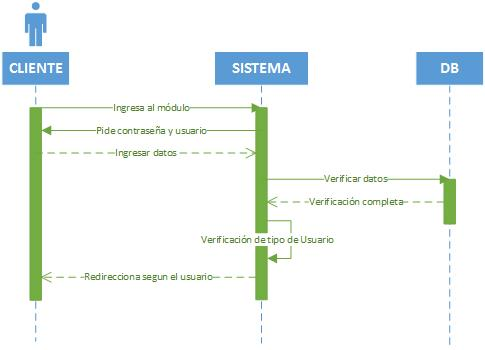 CLIENTE
SISTEMA
DB
Ingresa al módulo
Pide contraseña y usuario
Ingresar datos
Verificar datos
Verificación completa
Verificación de tipo de Usuario
Redirecciona segun el usuario